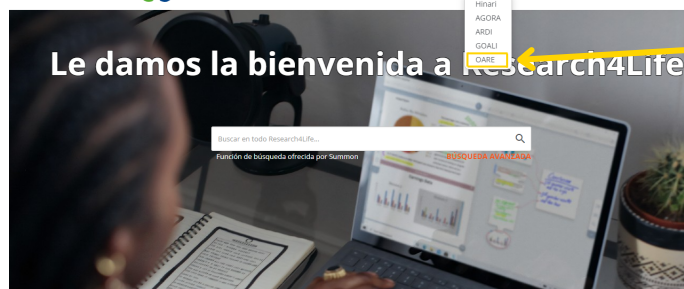 Hinari
AGORA
ARDI
GOALI
OARE
Le damos la bienvenida a Research4Life
Buscar en todo Research4Life...
Función de búsqueda ofrecida por Summon
BÚSQUEDA AVANZADA